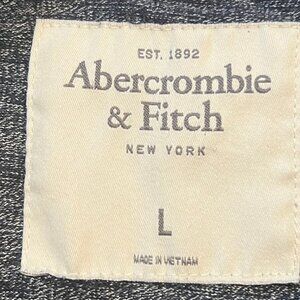 EST. 1892
Abercrombie
& Fitch
NEW YORK
L
MADE IN VIETNAM